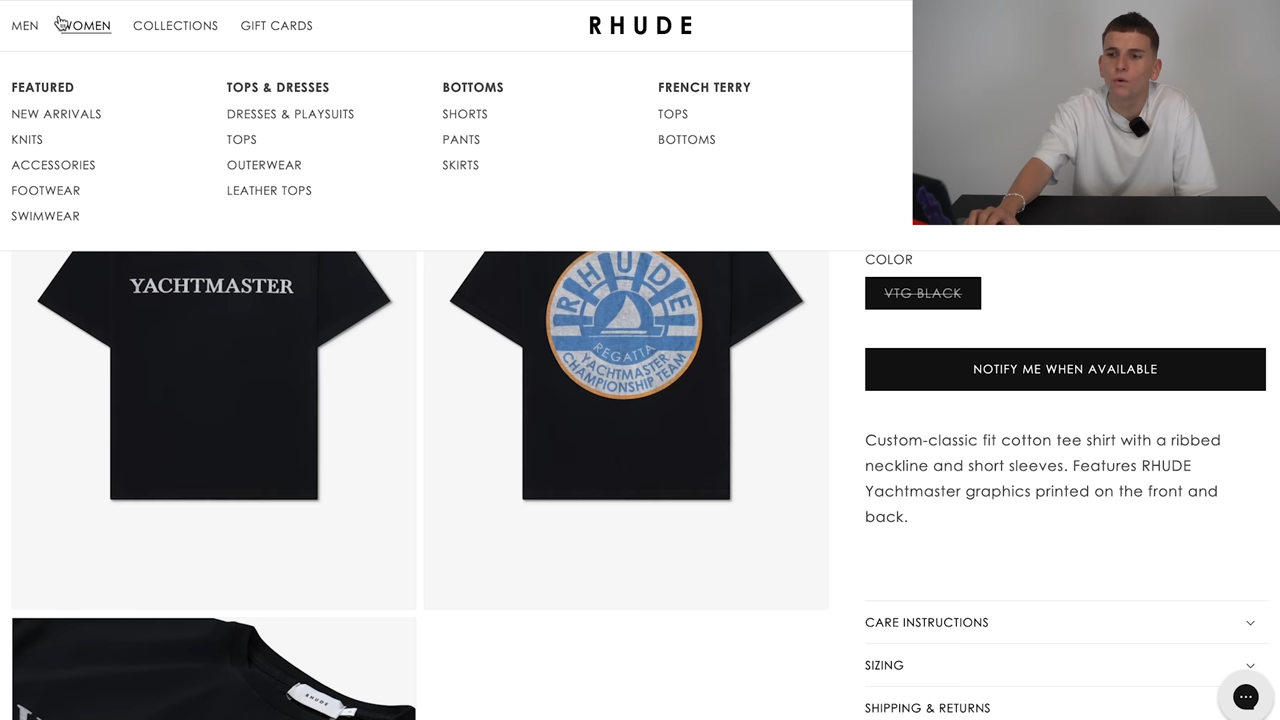 MEN WOMEN COLLECTIONS GIFT CARDS
RHUDE
FEATURED
NEW ARRIVALS
KNITS
ACCESSORIES
FOOTWEAR
SWIMWEAR
TOPS & DRESSES
DRESSES & PLAYSUITS
TOPS
OUTERWEAR
LEATHER TOPS
BOTTOMS
SHORTS
PANTS
SKIRTS
FRENCH TERRY
TOPS
BOTTOMS
YACHTMASTER
RHUDE
REGATTA
YACHTMASTER
CHAMPIONSHIP TEAM
RHUDE
COLOR
VTG BLACK
NOTIFY ME WHEN AVAILABLE
Custom-classic fit cotton tee shirt with a ribbed
neckline and short sleeves. Features RHUDE
Yachtmaster graphics printed on the front and
back.
CARE INSTRUCTIONS
SIZING
SHIPPING & RETURNS